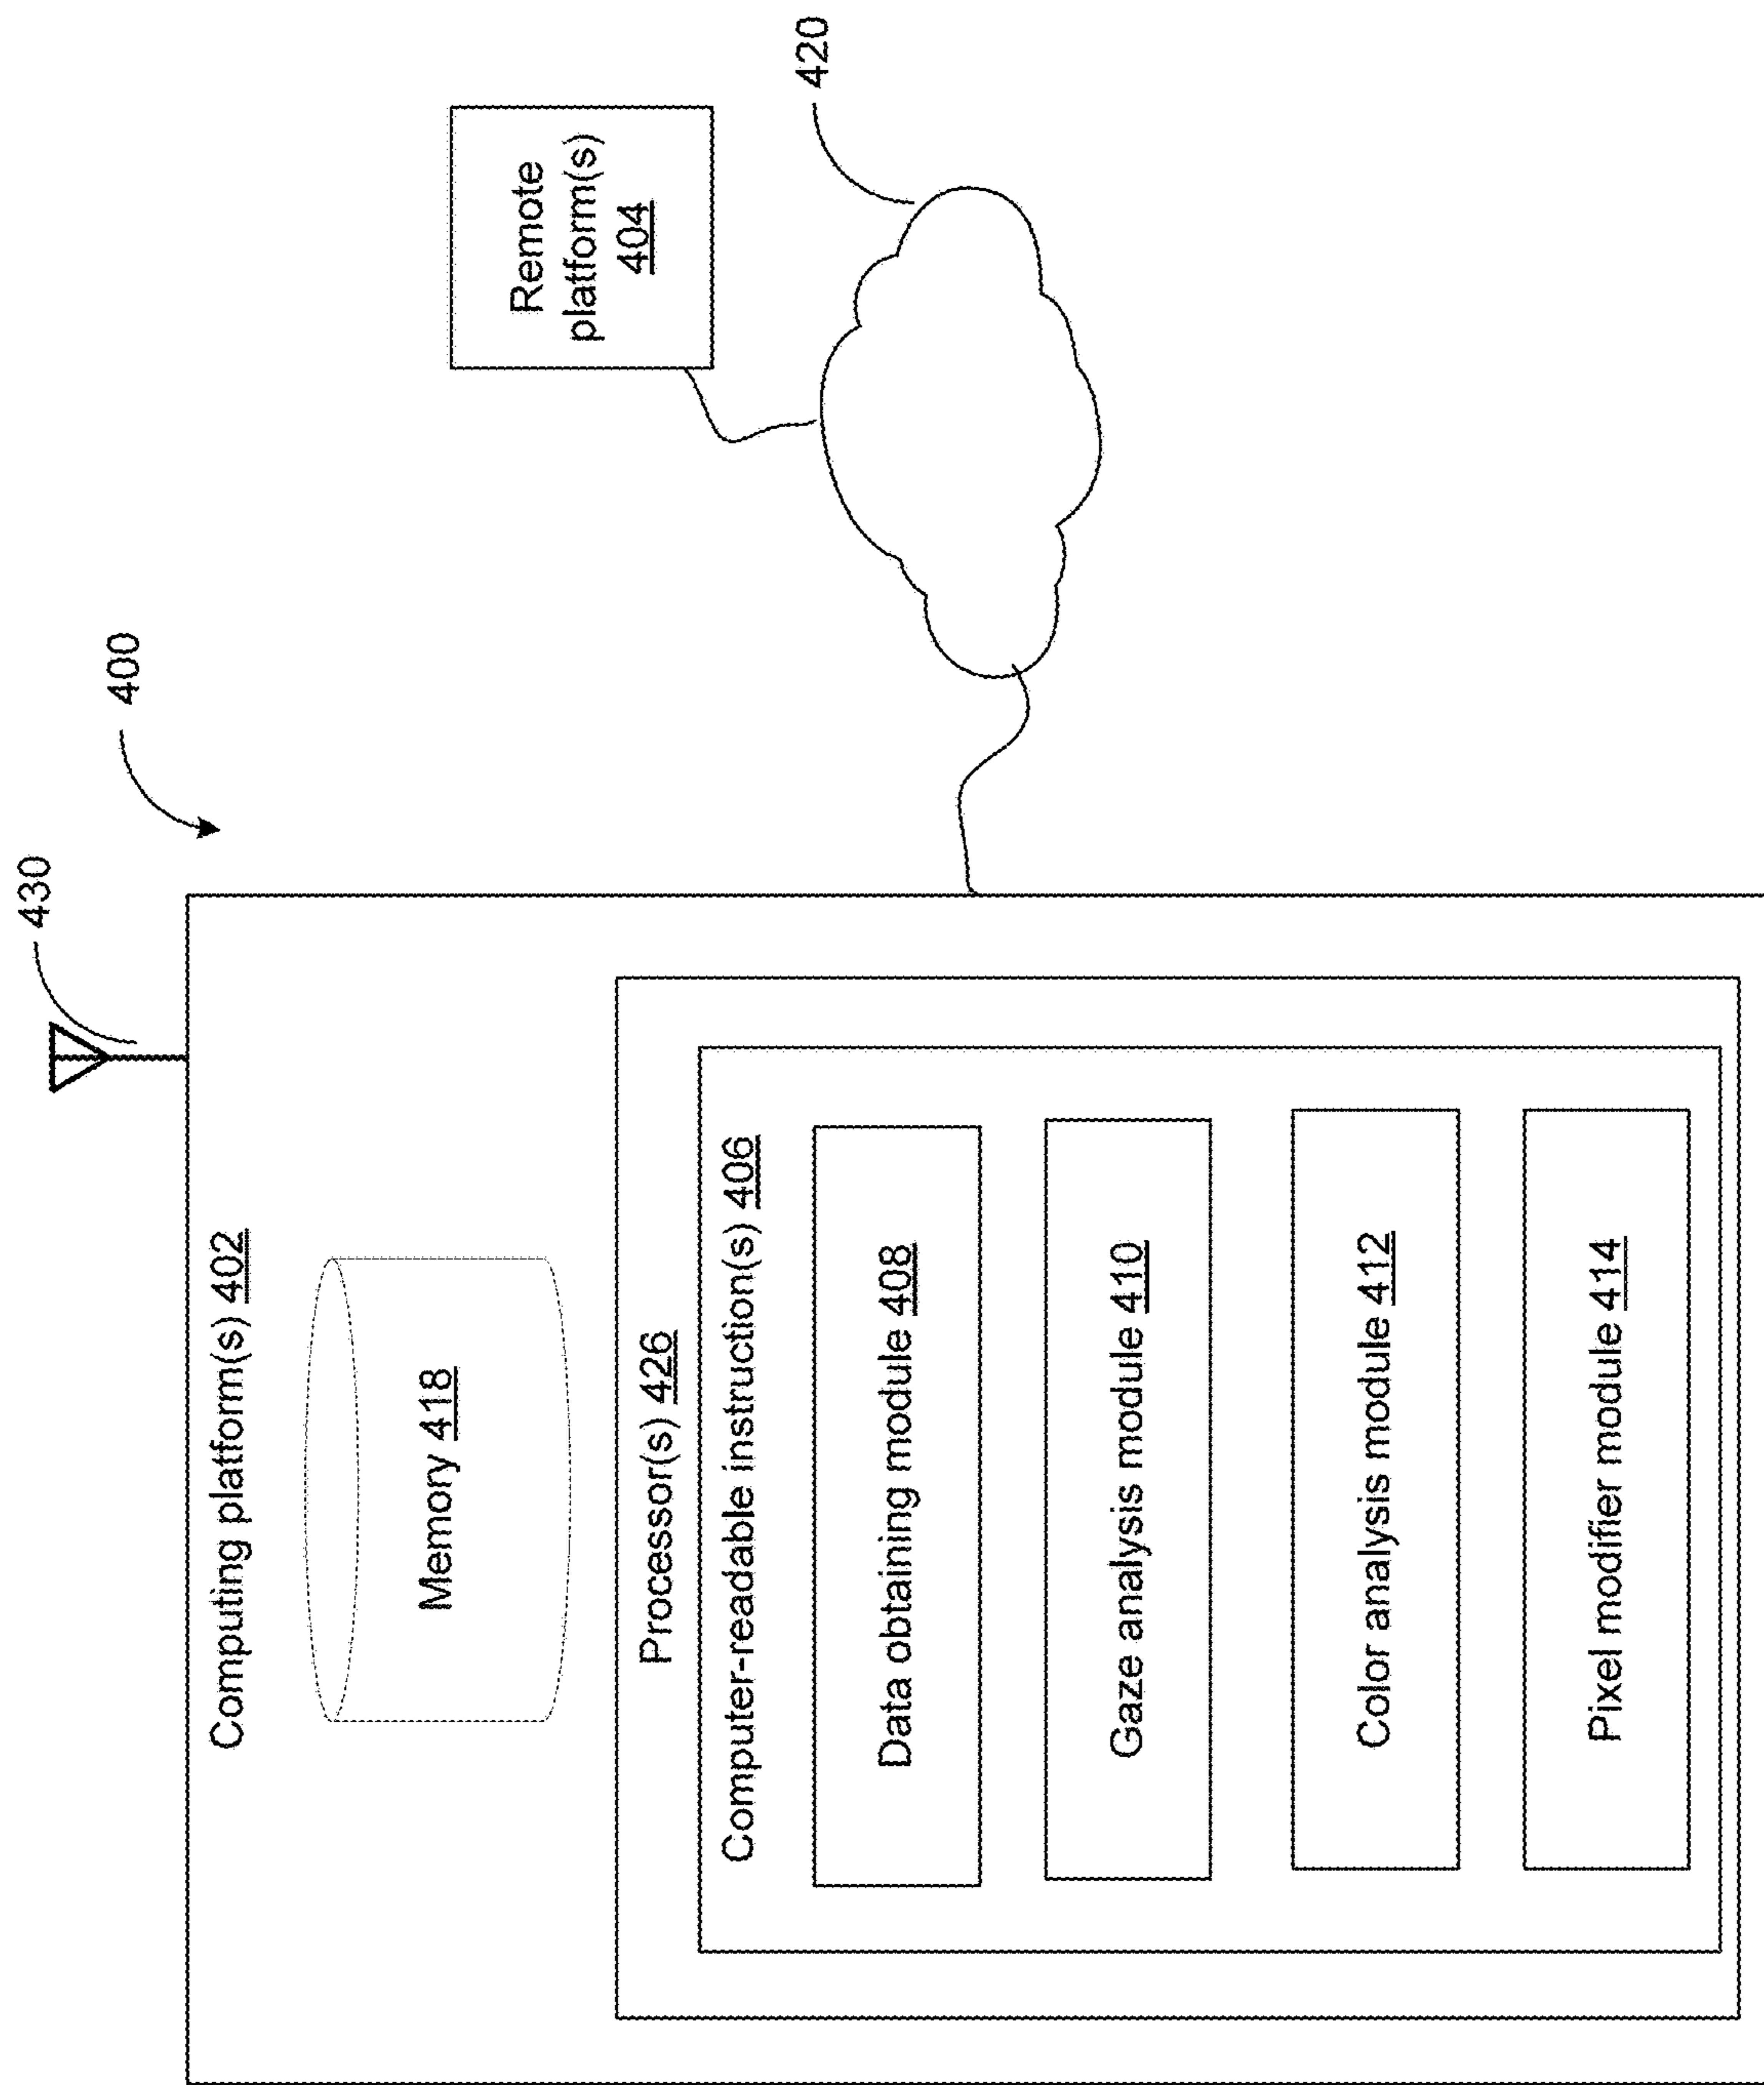 430
400
Computing platform(s) 402
Memory 418
Processor(s) 426
Computer-readable instruction(s) 406
Data obtaining module 408
Gaze analysis module 410
Color analysis module 412
Pixel modifier module 414
Remote
platform(s)
404
420